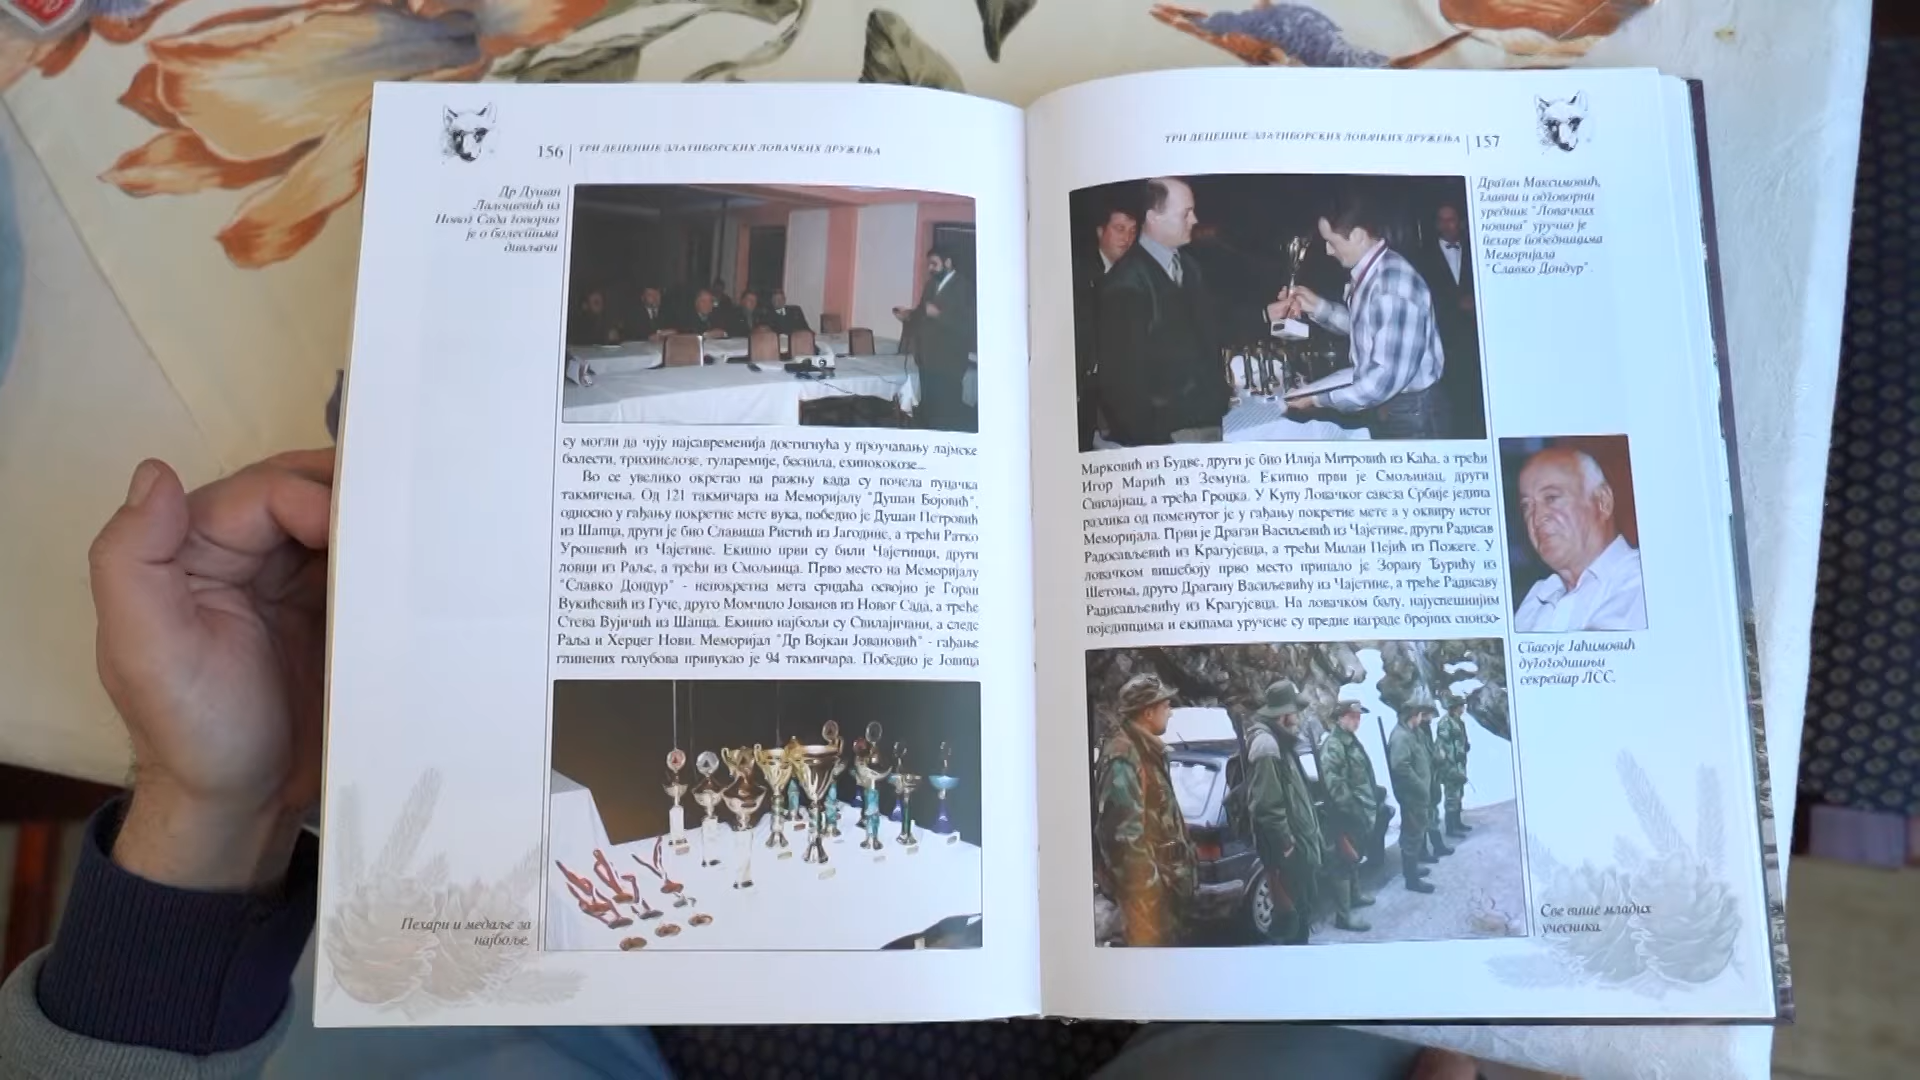 156 | ТРИ ДЕЦЕНИЈЕ ЗЛАТИБОРСКИХ ЛОВАЧКИХ ДРУЖЕЊА
Др Душан
Лалошевић из
Новог Сада говорио
је о болестима
дивљачи
су могли да чују најсавременија достигнућа у проучавању лајмске
болести, трихинелозе, туларемије, беснила, ехинококозе...
Во се увелико окретао на ражњу када су почела пуцачка
такмичења. Од 121 такмичара на Меморијалу "Душан Бојовић",
односно у гађању покретне мете вука, победио је Душан Петровић
из Шапца, други је био Славиша Ристић из Јагодине, а трећи Ратко
Урошевић из Чајетине. Екипно први су били Чајетинци, други
ловци из Раље, а трећи из Смољинца. Прво место на Меморијалу
"Славко Дондур" - непокретна мета срндаћа освојио је Горан
Вукићевић из Гуче, друго Момчило Јованов из Новог Сада, а треће
Стева Вујичић из Шапца. Екипно најбољи су Свилајнчани, а следе
Раља и Херцег Нови. Меморијал "Др Војкан Јовановић" - гађање
глинених голубова привукао је 94 такмичара. Победио је Јовица
Пехари и медаље за
најбоље.
ТРИ ДЕЦЕНИЈЕ ЗЛАТИБОРСКИХ ЛОВАЧКИХ ДРУЖЕЊА | 157
Драган Максимовић,
главни и одговорни
уредник "Ловачких
новина" уручио је
пехаре победницима
Меморијала
"Славко Дондур".
Марковић из Будве, други је био Илија Митровић из Каћа, а трећи
Игор Марић из Земуна. Екипно први је Смољинац, други
Свилајнац, а трећа Гроцка. У Купу Ловачког савеза Србије једина
разлика од поменутог је у гађању покретне мете а у оквиру истог
Меморијала. Први је Драган Васиљевић из Чајетине, други Радисав
Радосављевић из Крагујевца, а трећи Милан Пејић из Пожеге. У
ловачком вишебоју прво место припало је Зорану Ђурићу из
Шетоња, друго Драгану Васиљевићу из Чајетине, а треће Радисаву
Радисављевићу из Крагујевца. На ловачком балу, најуспешнијим
појединцима и екипама уручене су вредне награде бројних спонзо-
Спасоје Јаћимовић
дугогодишњи
секретар ЛСС.
Све више младих
учесника.